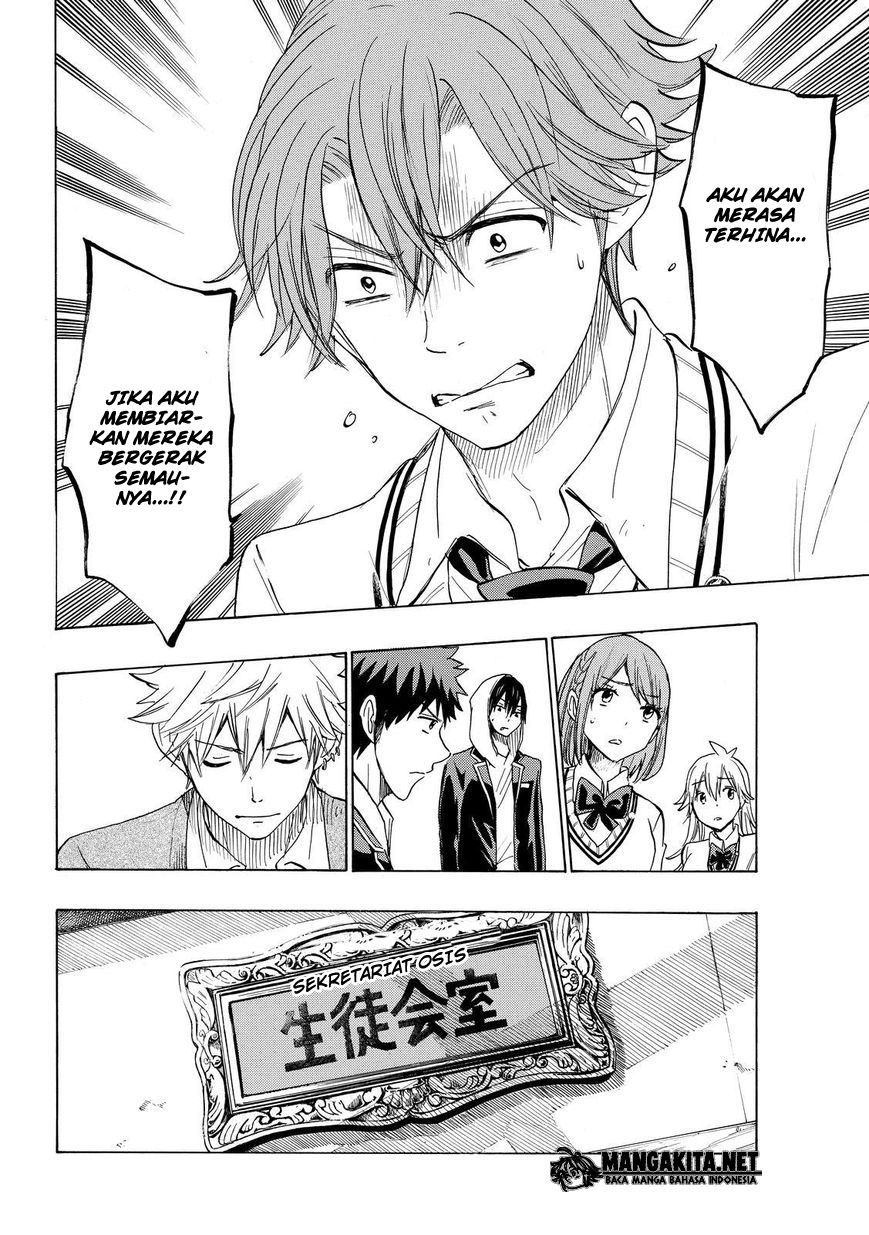 AKU AKAN
MERASA
TERHINA...
JIKA AKU
MEMBIAR-
KAN MEREKA
BERGERAK
SEMAU-
NYA...!!
SEKRETARIAT OSIS
生徒会室
MANGAKITA.NET
BACA MANGA BAHASA INDONESIA